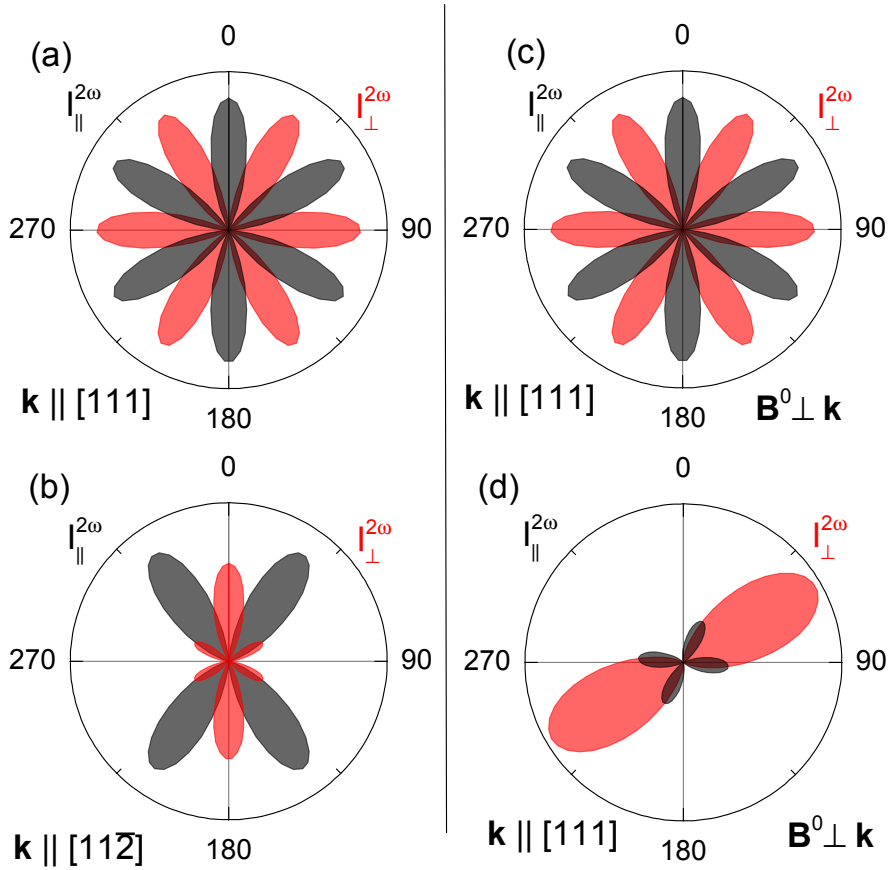 (a)
0
I∥2ω
I⊥2ω
270
90
k || [111]
180
(b)
0
I∥2ω
I⊥2ω
270
90
k || [112̅]
180
(c)
0
I∥2ω
I⊥2ω
270
90
k || [111]
180
B0 ⊥ k
(d)
0
I∥2ω
I⊥2ω
270
90
k || [111]
180
B0 ⊥ k